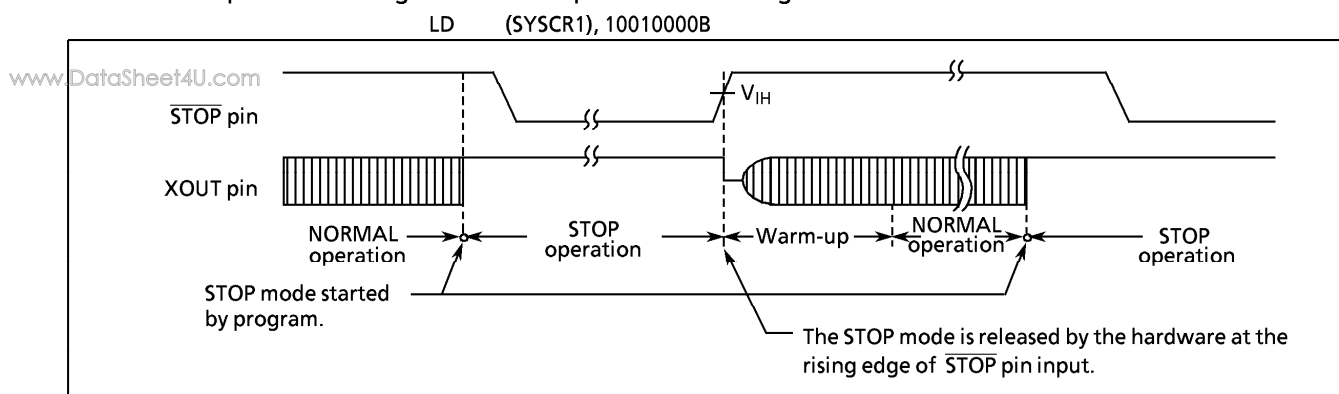 LD (SYSCR1), 10010000B
www.DataSheet4U.com
STOP pin
VIH
XOUT pin
NORMAL operation
STOP operation
Warm-up
NORMAL operation
STOP operation
STOP mode started
by program.
The STOP mode is released by the hardware at the
rising edge of STOP pin input.